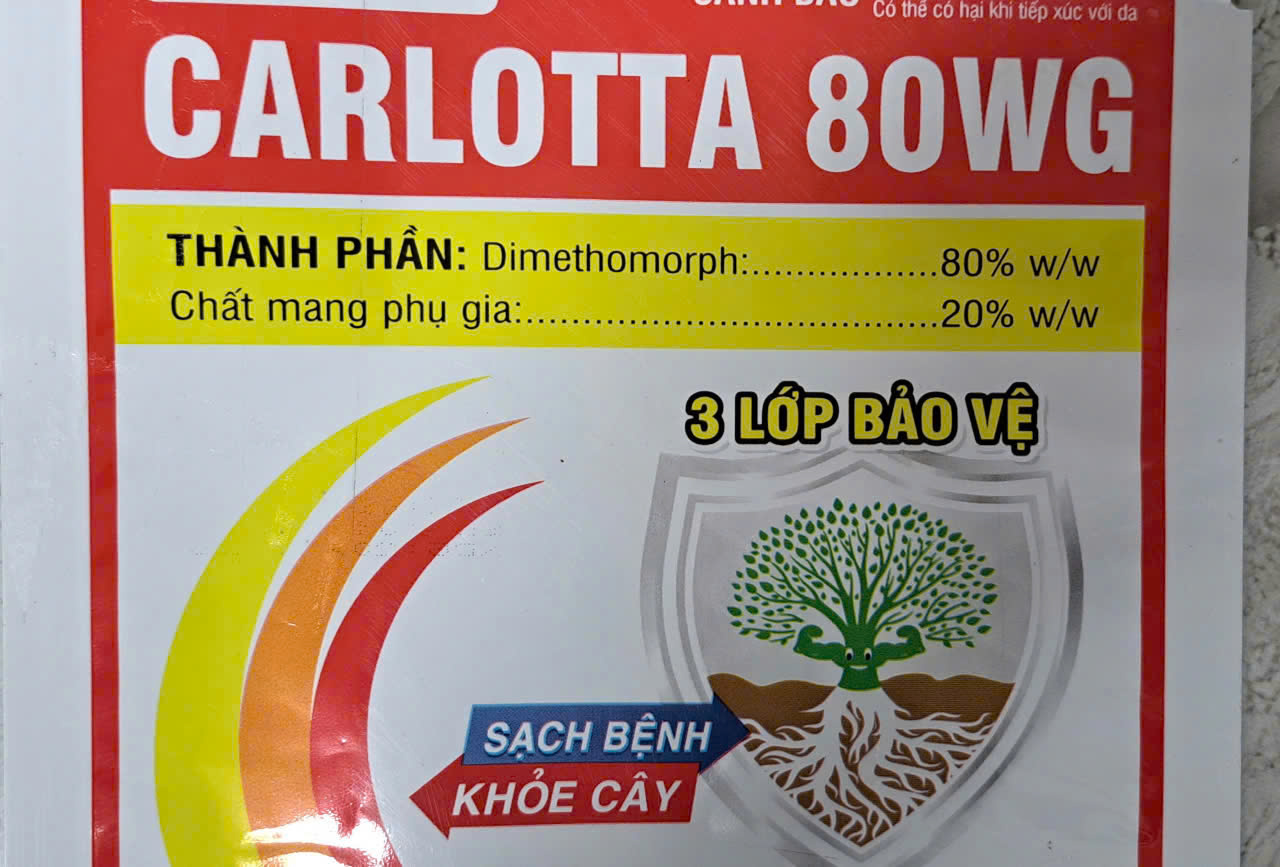 Có thể có hại khi tiếp xúc với da
CARLOTTA 80WG
THÀNH PHẦN: Dimethomorph:.................80% w/w
Chất mang phụ gia:.....................................20% w/w
3 LỚP BẢO VỆ
SẠCH BỆNH
KHỎE CÂY